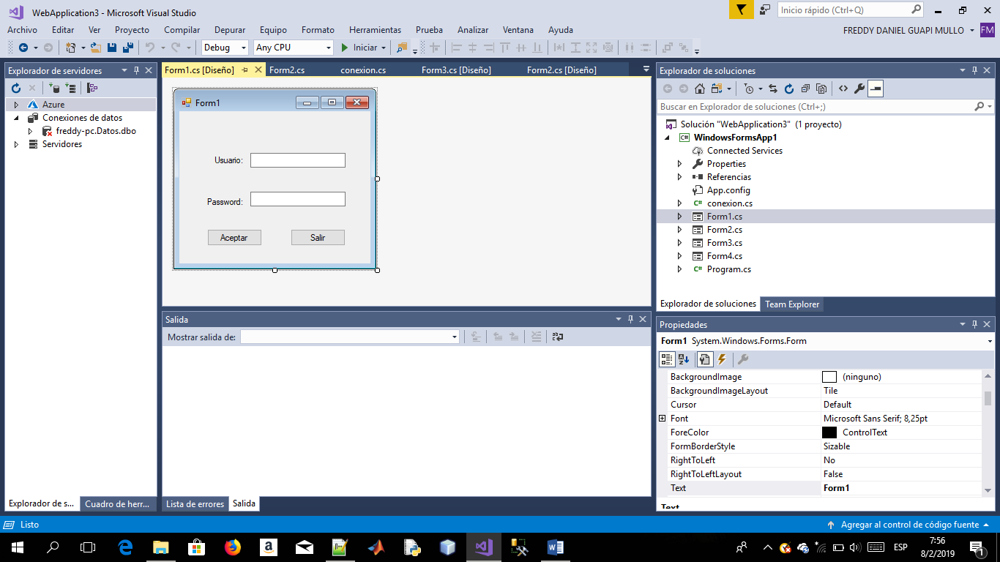 WebApplication3 - Microsoft Visual Studio
Inicio rápido (Ctrl+Q)
Archivo Editar Ver Proyecto Compilar Depurar Equipo Formato Herramientas Prueba Analizar Ventana Ayuda
FREDDY DANIEL GUAPI MULLO FM
Debug Any CPU Iniciar
Explorador de servidores
Azure
Conexiones de datos
freddy-pc.Datos.dbo
Servidores
Explorador de s... Cuadro de herr...
Form1.cs [Diseño] Form2.cs conexion.cs Form3.cs [Diseño] Form2.cs [Diseño]
Form1
Usuario:
Password:
Aceptar Salir
Salida
Mostrar salida de:
Lista de errores Salida
Explorador de soluciones
Buscar en Explorador de soluciones (Ctrl+;)
Solución "WebApplication3" (1 proyecto)
C# WindowsFormsApp1
Connected Services
Properties
Referencias
App.config
C# conexion.cs
Form1.cs
Form2.cs
Form3.cs
Form4.cs
C# Program.cs
Explorador de soluciones Team Explorer
Propiedades
Form1 System.Windows.Forms.Form
BackgroundImage (ninguno)
BackgroundImageLayout Tile
Cursor Default
Font Microsoft Sans Serif; 8,25pt
ForeColor ControlText
FormBorderStyle Sizable
RightToLeft No
RightToLeftLayout False
Text Form1
Text
Listo
Agregar al control de código fuente
ESP
7:56
8/2/2019
1